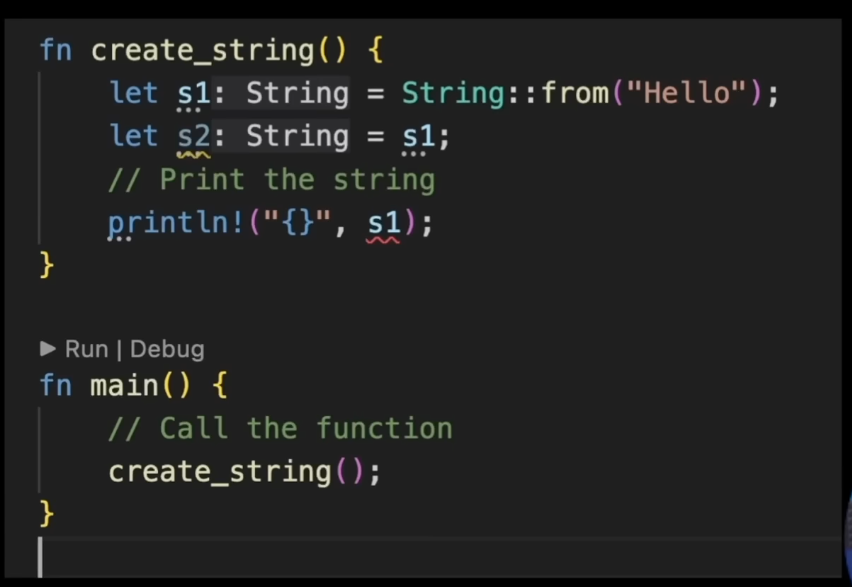 fn create_string() {
    let s1: String = String::from("Hello");
    let s2: String = s1;
    // Print the string
    println!("{}", s1);
}
▶ Run | Debug
fn main() {
    // Call the function
    create_string();
}